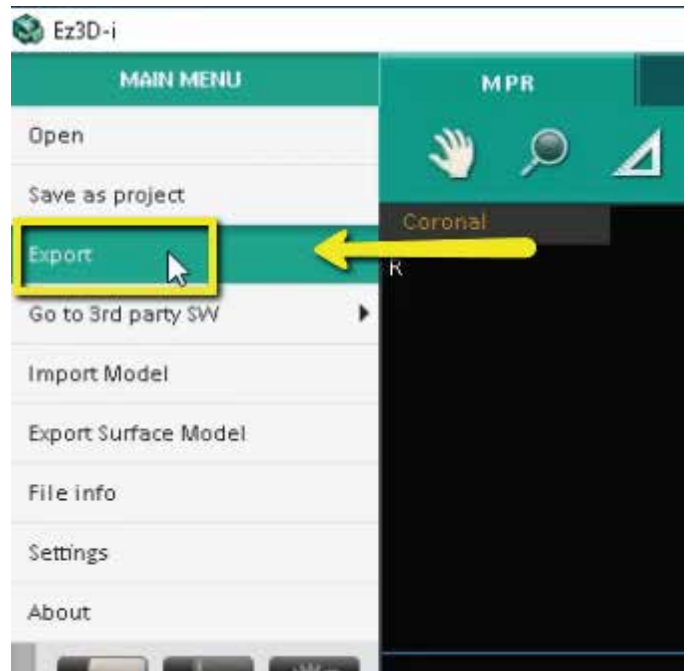 Ez3D-i
MAIN MENU
MPR
Open
Save as project
Coronal
Export
R
Go to 3rd party SW
Import Model
Export Surface Model
File info
Settings
About